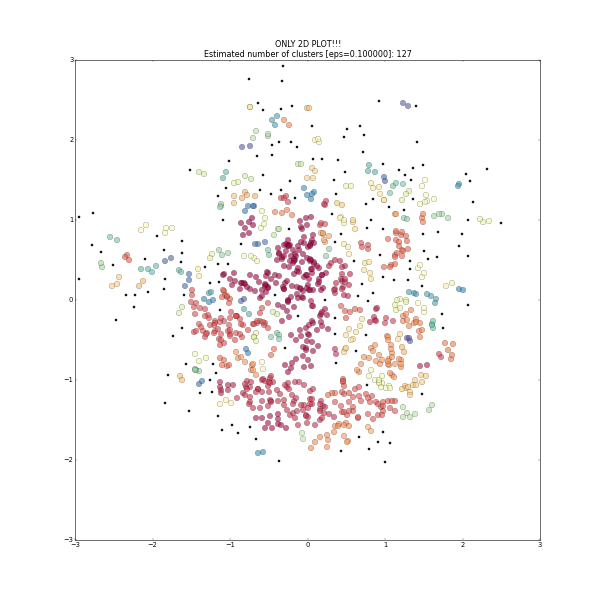 ONLY 2D PLOT!!!
Estimated number of clusters [eps=0.100000]: 127
3
2
1
0
−1
−2
−3
−3 −2 −1 0 1 2 3